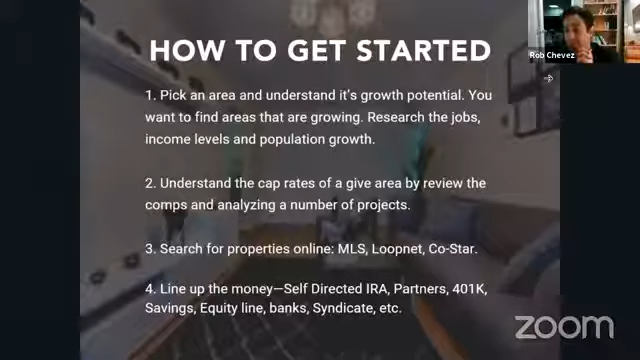 HOW TO GET STARTED
Rob Chevez
1. Pick an area and understand it's growth potential. You
want to find areas that are growing. Research the jobs,
income levels and population growth.
2. Understand the cap rates of a give area by review the
comps and analyzing a number of projects.
3. Search for properties online: MLS, Loopnet, Co-Star.
4. Line up the money—Self Directed IRA, Partners, 401K,
Savings, Equity line, banks, Syndicate, etc.
zoom